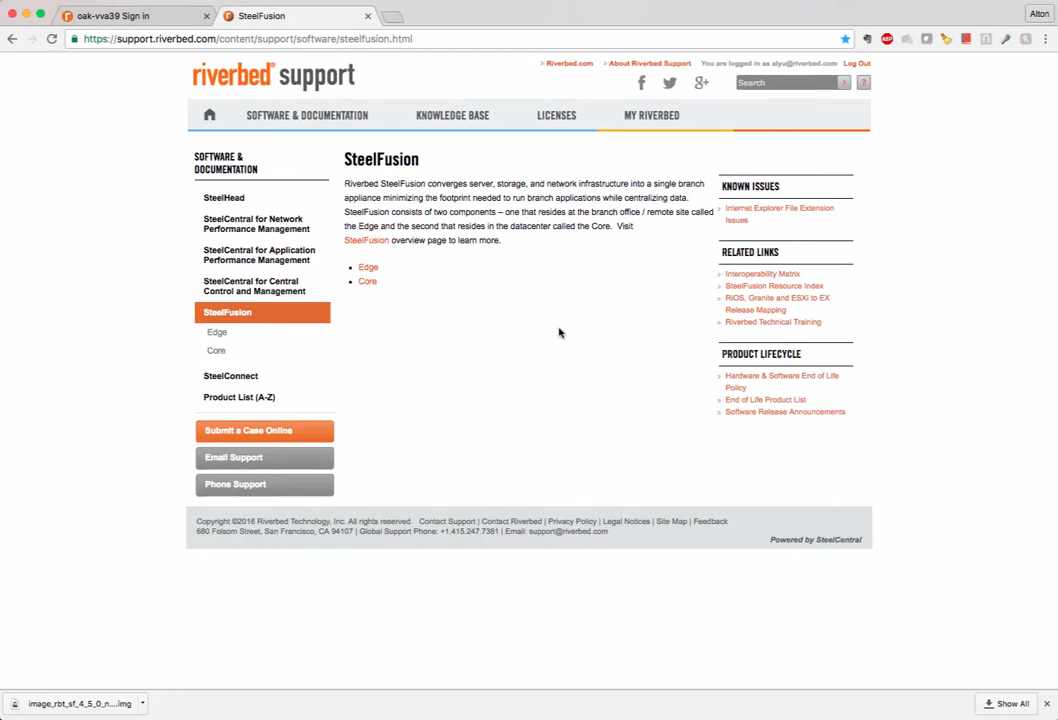 oak-vva39 Sign in
SteelFusion
Alton
https://support.riverbed.com/content/support/software/steelfusion.html
riverbed® support
» Riverbed.com » About Riverbed Support You are logged in as alyu@riverbed.com Log Out
Search
?
SOFTWARE & DOCUMENTATION KNOWLEDGE BASE LICENSES MY RIVERBED
SOFTWARE &
DOCUMENTATION
SteelHead
SteelCentral for Network
Performance Management
SteelCentral for Application
Performance Management
SteelCentral for Central
Control and Management
SteelFusion
Edge
Core
SteelConnect
Product List (A-Z)
Submit a Case Online
Email Support
Phone Support
SteelFusion
Riverbed SteelFusion converges server, storage, and network infrastructure into a single branch
appliance minimizing the footprint needed to run branch applications while centralizing data.
SteelFusion consists of two components – one that resides at the branch office / remote site called
the Edge and the second that resides in the datacenter called the Core. Visit
SteelFusion overview page to learn more.
• Edge
• Core
KNOWN ISSUES
» Internet Explorer File Extension
Issues
RELATED LINKS
» Interoperability Matrix
» SteelFusion Resource Index
» RiOS, Granite and ESXi to EX
Release Mapping
» Riverbed Technical Training
PRODUCT LIFECYCLE
» Hardware & Software End of Life
Policy
» End of Life Product List
» Software Release Announcements
Copyright ©2016 Riverbed Technology, Inc. All rights reserved. Contact Support | Contact Riverbed | Privacy Policy | Legal Notices | Site Map | Feedback
680 Folsom Street, San Francisco, CA 94107 | Global Support Phone: +1.415.247.7381 | Email: support@riverbed.com
Powered by SteelCentral
image_rbt_sf_4_5_0_n....img
Show All